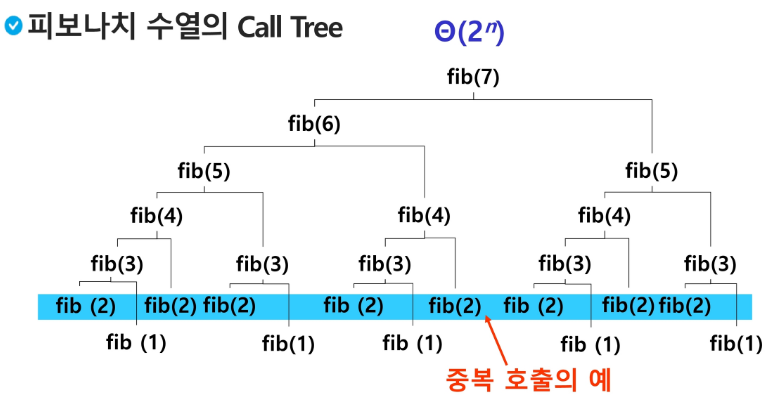 피보나치 수열의 Call Tree
Θ(2ⁿ)
fib(7)
fib(6)
fib(5) fib(5)
fib(4) fib(4) fib(4)
fib(3) fib(3) fib(3) fib(3) fib(3)
fib (2) fib(2) fib(2) fib (2) fib(2) fib (2) fib(2) fib(2)
fib (1) fib(1) fib (1) fib (1) fib(1)
중복 호출의 예